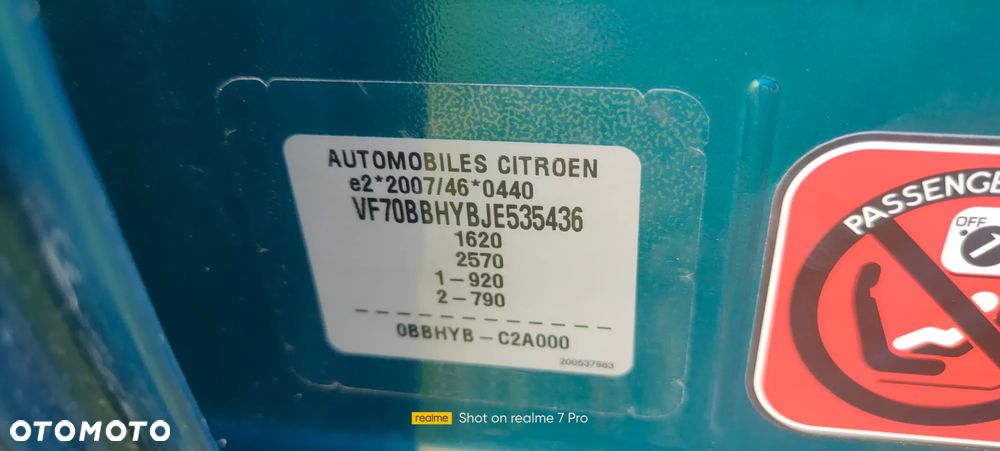 AUTOMOBILES CITROEN
e2*2007/46*0440
VF70BBHYBJE535436
1620
2570
1-920
2-790
0BBHYB-C2A000
200537983
PASSENGE
OFF
realme Shot on realme 7 Pro
OTOMOTO